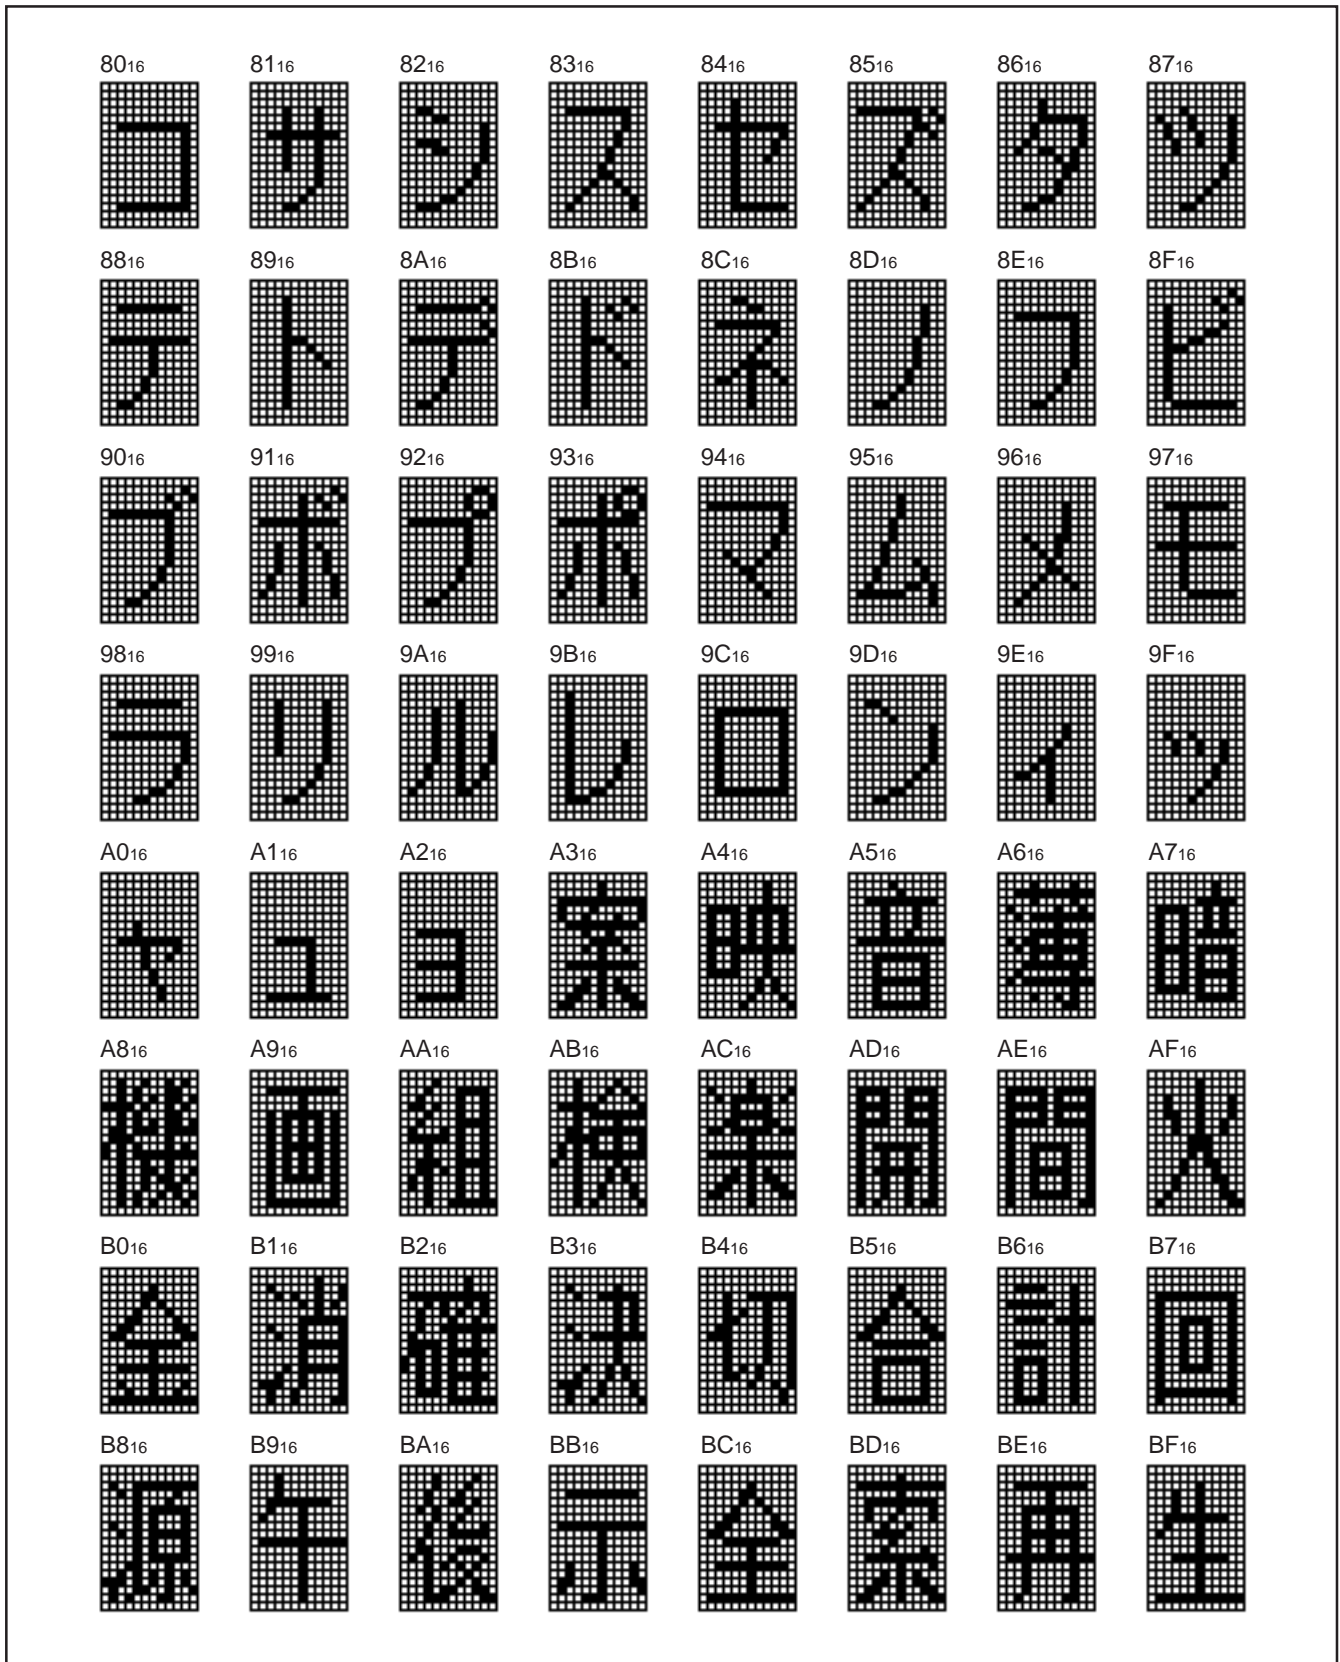 80₁₆ 81₁₆ 82₁₆ 83₁₆ 84₁₆ 85₁₆ 86₁₆ 87₁₆
コ サ シ ス セ ズ タ ツ
88₁₆ 89₁₆ 8A₁₆ 8B₁₆ 8C₁₆ 8D₁₆ 8E₁₆ 8F₁₆
テ ト デ ド ネ ノ フ ビ
90₁₆ 91₁₆ 92₁₆ 93₁₆ 94₁₆ 95₁₆ 96₁₆ 97₁₆
ブ ボ プ ポ マ ム メ モ
98₁₆ 99₁₆ 9A₁₆ 9B₁₆ 9C₁₆ 9D₁₆ 9E₁₆ 9F₁₆
ラ リ ル レ ロ ン ィ ッ
A0₁₆ A1₁₆ A2₁₆ A3₁₆ A4₁₆ A5₁₆ A6₁₆ A7₁₆
ャ ュ ョ 案 映 音 薄 暗
A8₁₆ A9₁₆ AA₁₆ AB₁₆ AC₁₆ AD₁₆ AE₁₆ AF₁₆
機 画 組 検 楽 開 間 火
B0₁₆ B1₁₆ B2₁₆ B3₁₆ B4₁₆ B5₁₆ B6₁₆ B7₁₆
金 消 確 決 切 合 計 回
B8₁₆ B9₁₆ BA₁₆ BB₁₆ BC₁₆ BD₁₆ BE₁₆ BF₁₆
源 午 後 示 全 索 再 生